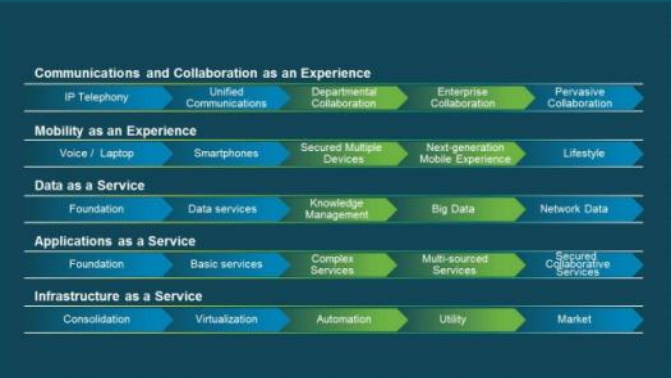 Communications and Collaboration as an Experience
IP Telephony
Unified
Communications
Departmental
Collaboration
Enterprise
Collaboration
Pervasive
Collaboration
Mobility as an Experience
Voice / Laptop
Smartphones
Secured Multiple
Devices
Next-generation
Mobile Experience
Lifestyle
Data as a Service
Foundation
Data services
Knowledge
Management
Big Data
Network Data
Applications as a Service
Foundation
Basic services
Complex
Services
Multi-sourced
Services
Secured
Collaborative
Services
Infrastructure as a Service
Consolidation
Virtualization
Automation
Utility
Market